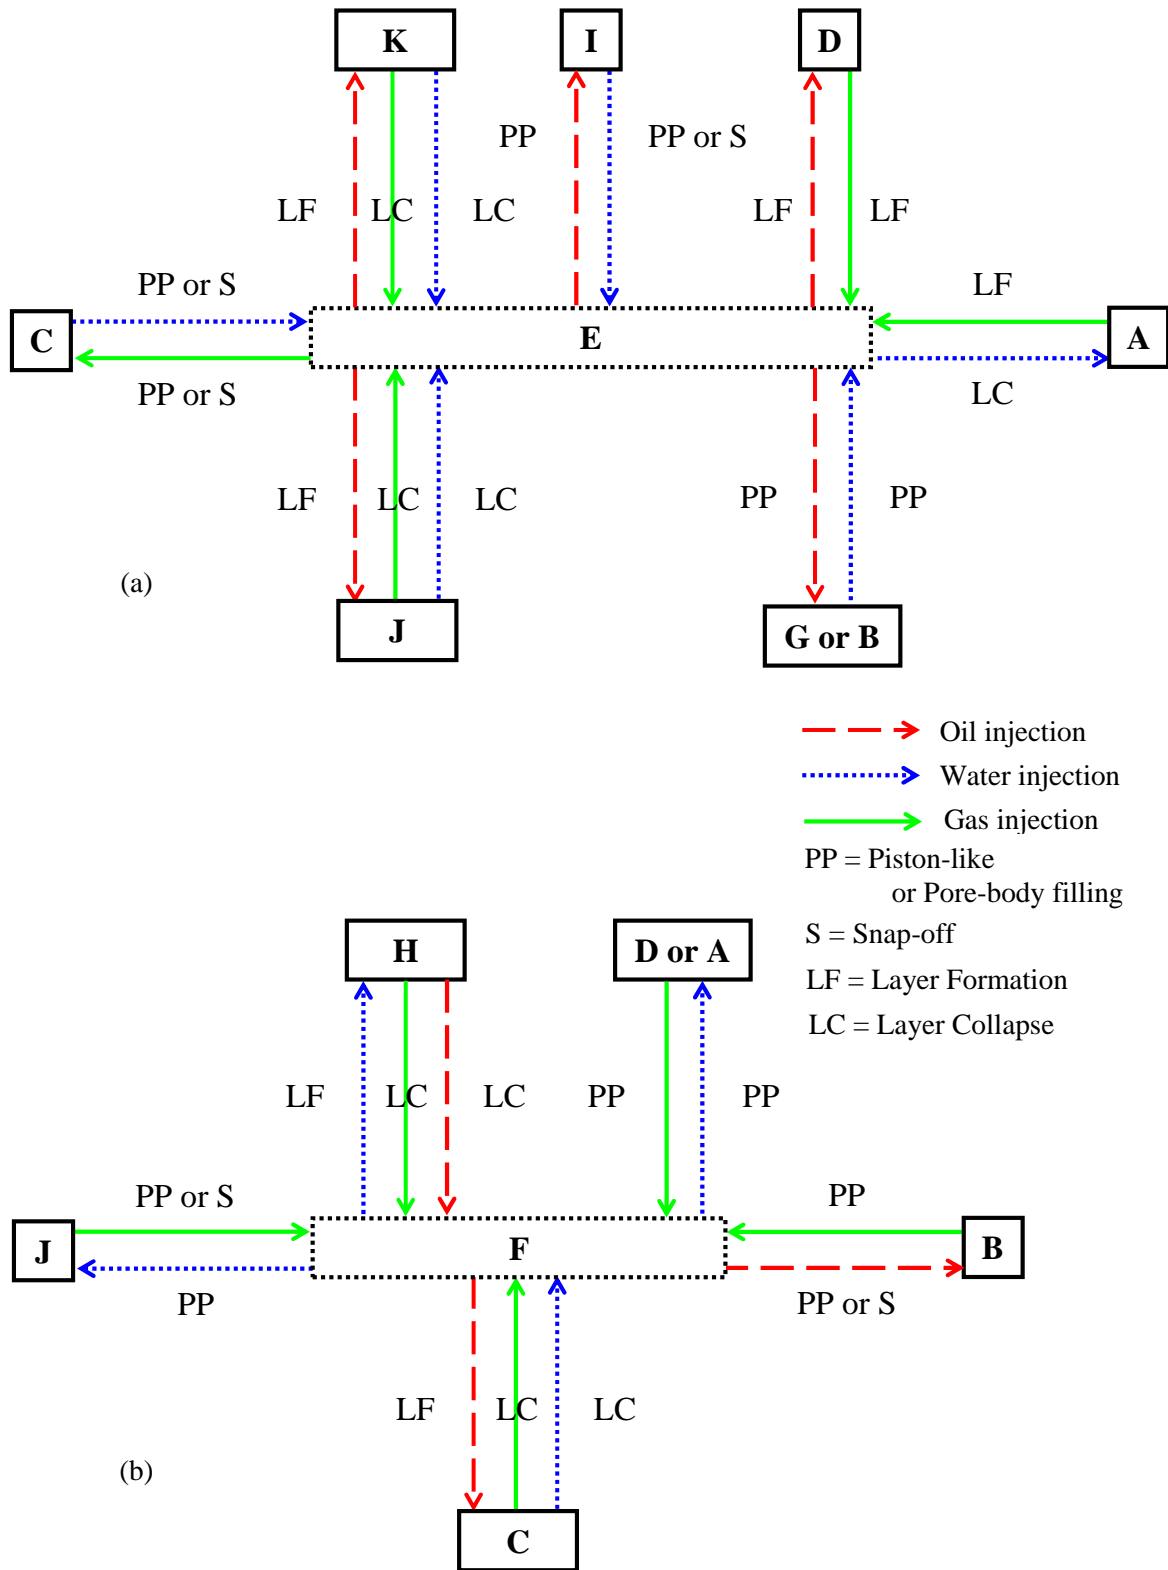 K
I
D
PP
PP or S
LF
LC
LC
LF
LF
PP or S
LF
C
E
A
PP or S
LC
LF
LC
LC
PP
PP
(a)
J
G or B
Oil injection
Water injection
Gas injection
PP = Piston-like
or Pore-body filling
S = Snap-off
LF = Layer Formation
LC = Layer Collapse
H
D or A
LF
LC
LC
PP
PP
PP or S
PP
J
F
B
PP
PP or S
LF
LC
LC
(b)
C